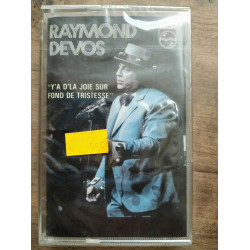 RAYMOND
DEVOS
"Y'A D'LA JOIE SUR
FOND DE TRISTESSE"